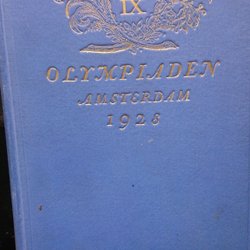 IX
OLYMPIADEN
AMSTERDAM
1928